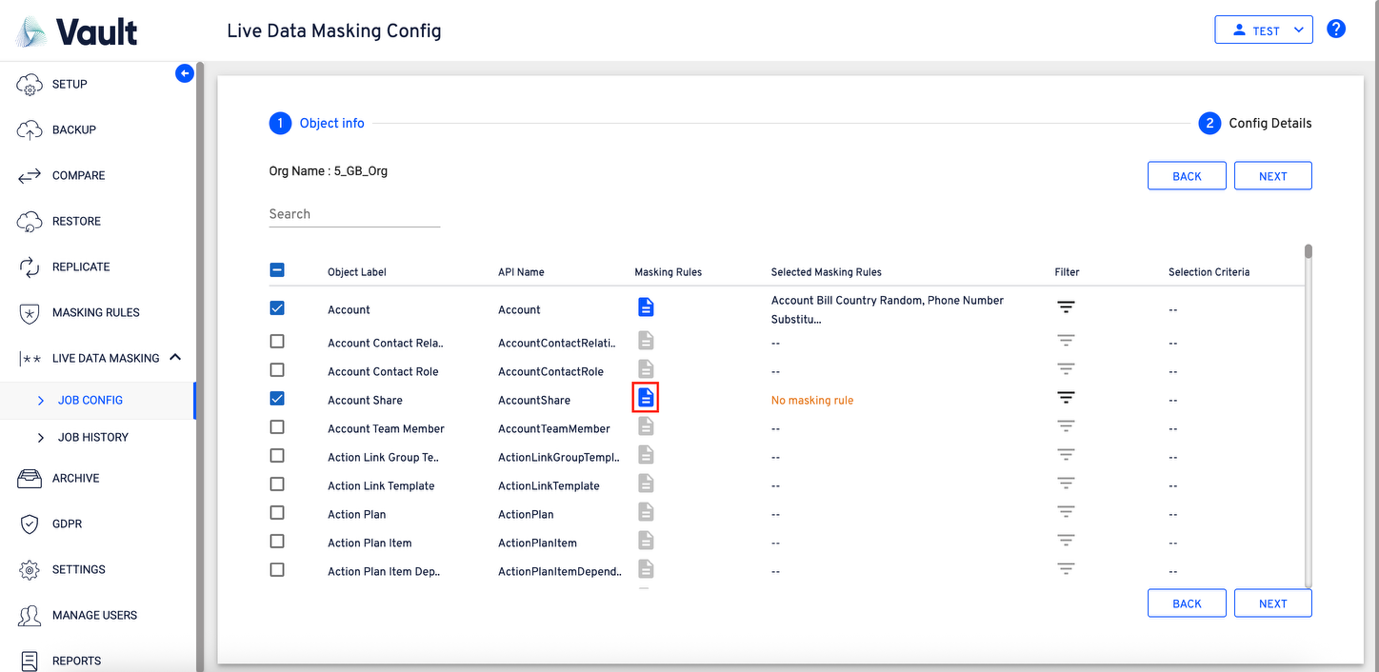 Vault
Live Data Masking Config
TEST
?
SETUP
BACKUP
COMPARE
RESTORE
REPLICATE
MASKING RULES
LIVE DATA MASKING
JOB CONFIG
JOB HISTORY
ARCHIVE
GDPR
SETTINGS
MANAGE USERS
REPORTS
1 Object info
2 Config Details
Org Name : 5_GB_Org
BACK NEXT
Search
Object Label API Name Masking Rules Selected Masking Rules Filter Selection Criteria
Account Account Account Bill Country Random, Phone Number --
Substitu...
Account Contact Rela.. AccountContactRelati.. -- --
Account Contact Role AccountContactRole -- --
Account Share AccountShare No masking rule --
Account Team Member AccountTeamMember -- --
Action Link Group Te.. ActionLinkGroupTempl.. -- --
Action Link Template ActionLinkTemplate -- --
Action Plan ActionPlan -- --
Action Plan Item ActionPlanItem -- --
Action Plan Item Dep.. ActionPlanItemDepend.. -- --
BACK NEXT